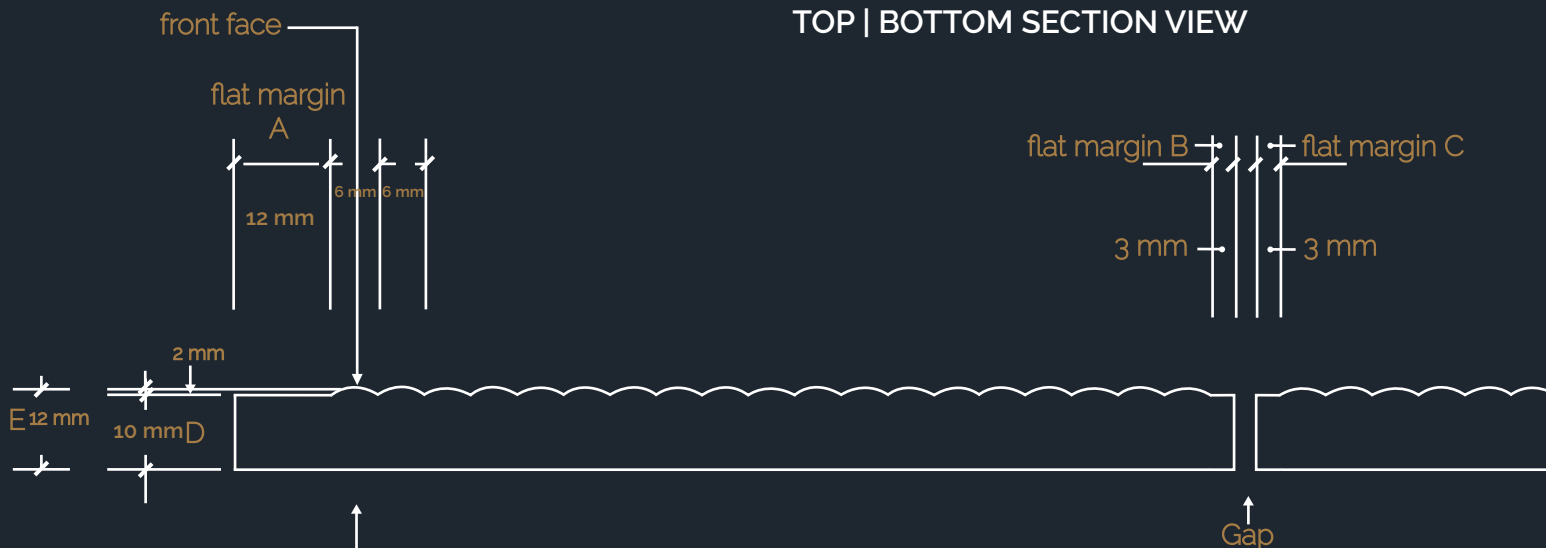 TOP | BOTTOM SECTION VIEW
front face
flat margin
A
flat margin B
flat margin C
6 mm
6 mm
12 mm
3 mm
3 mm
2 mm
E 12 mm
10 mm D
Gap